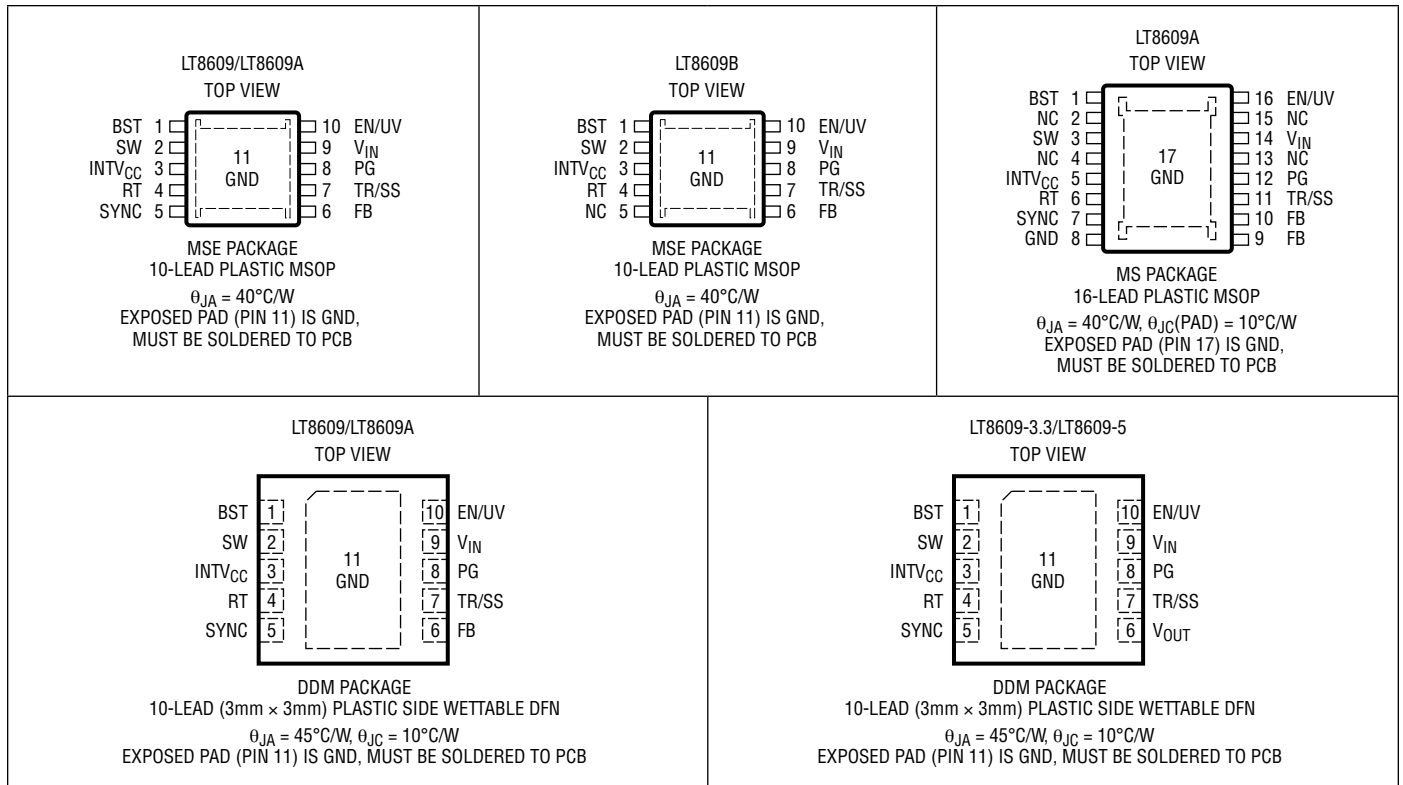 LT8609/LT8609A
TOP VIEW
BST 1
SW 2
INTVCC 3
RT 4
SYNC 5
11
GND
10 EN/UV
9 VIN
8 PG
7 TR/SS
6 FB
MSE PACKAGE
10-LEAD PLASTIC MSOP
θJA = 40°C/W
EXPOSED PAD (PIN 11) IS GND,
MUST BE SOLDERED TO PCB
LT8609B
TOP VIEW
BST 1
SW 2
INTVCC 3
RT 4
NC 5
11
GND
10 EN/UV
9 VIN
8 PG
7 TR/SS
6 FB
MSE PACKAGE
10-LEAD PLASTIC MSOP
θJA = 40°C/W
EXPOSED PAD (PIN 11) IS GND,
MUST BE SOLDERED TO PCB
LT8609A
TOP VIEW
BST 1
NC 2
SW 3
NC 4
INTVCC 5
RT 6
SYNC 7
GND 8
17
GND
16 EN/UV
15 NC
14 VIN
13 NC
12 PG
11 TR/SS
10 FB
9 FB
MS PACKAGE
16-LEAD PLASTIC MSOP
θJA = 40°C/W, θJC(PAD) = 10°C/W
EXPOSED PAD (PIN 17) IS GND,
MUST BE SOLDERED TO PCB
LT8609/LT8609A
TOP VIEW
BST 1
SW 2
INTVCC 3
RT 4
SYNC 5
11
GND
10 EN/UV
9 VIN
8 PG
7 TR/SS
6 FB
DDM PACKAGE
10-LEAD (3mm × 3mm) PLASTIC SIDE WETTABLE DFN
θJA = 45°C/W, θJC = 10°C/W
EXPOSED PAD (PIN 11) IS GND, MUST BE SOLDERED TO PCB
LT8609-3.3/LT8609-5
TOP VIEW
BST 1
SW 2
INTVCC 3
RT 4
SYNC 5
11
GND
10 EN/UV
9 VIN
8 PG
7 TR/SS
6 VOUT
DDM PACKAGE
10-LEAD (3mm × 3mm) PLASTIC SIDE WETTABLE DFN
θJA = 45°C/W, θJC = 10°C/W
EXPOSED PAD (PIN 11) IS GND, MUST BE SOLDERED TO PCB